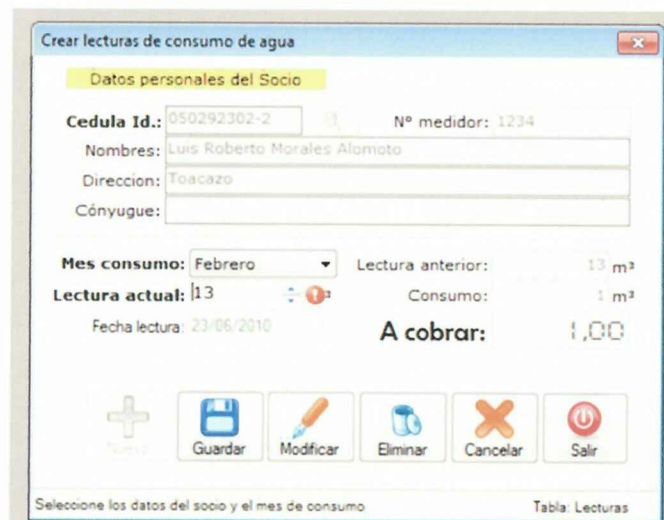 Crear lecturas de consumo de agua
Datos personales del Socio
Cedula Id.: 050292302-2 Nº medidor: 1234
Nombres: Luis Roberto Morales Alomoto
Direccion: Toacazo
Cónyugue:
Mes consumo: Febrero Lectura anterior: 13 m³
Lectura actual: 13 ³ Consumo: 1 m³
Fecha lectura: 23/06/2010 A cobrar: 1,00
Nuevo Guardar Modificar Eliminar Cancelar Salir
Seleccione los datos del socio y el mes de consumo Tabla: Lecturas